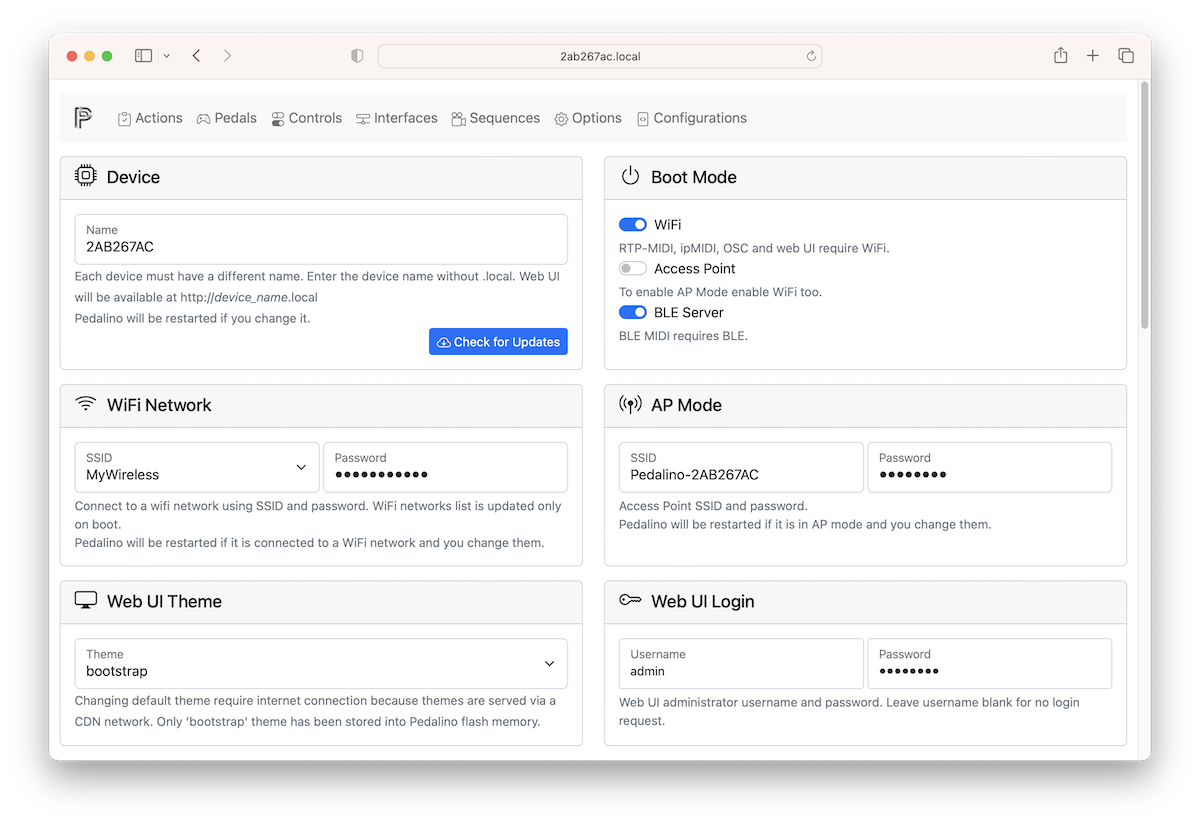 2ab267ac.local
Actions Pedals Controls Interfaces Sequences Options Configurations
Device
Name
2AB267AC
Each device must have a different name. Enter the device name without .local. Web UI
will be available at http://device_name.local
Pedalino will be restarted if you change it.
Check for Updates
Boot Mode
WiFi
RTP-MIDI, ipMIDI, OSC and web UI require WiFi.
Access Point
To enable AP Mode enable WiFi too.
BLE Server
BLE MIDI requires BLE.
WiFi Network
SSID
MyWireless
Password
•••••••••••
Connect to a wifi network using SSID and password. WiFi networks list is updated only
on boot.
Pedalino will be restarted if it is connected to a WiFi network and you change them.
AP Mode
SSID
Pedalino-2AB267AC
Password
••••••••
Access Point SSID and password.
Pedalino will be restarted if it is in AP mode and you change them.
Web UI Theme
Theme
bootstrap
Changing default theme require internet connection because themes are served via a
CDN network. Only 'bootstrap' theme has been stored into Pedalino flash memory.
Web UI Login
Username
admin
Password
••••••••
Web UI administrator username and password. Leave username blank for no login
request.